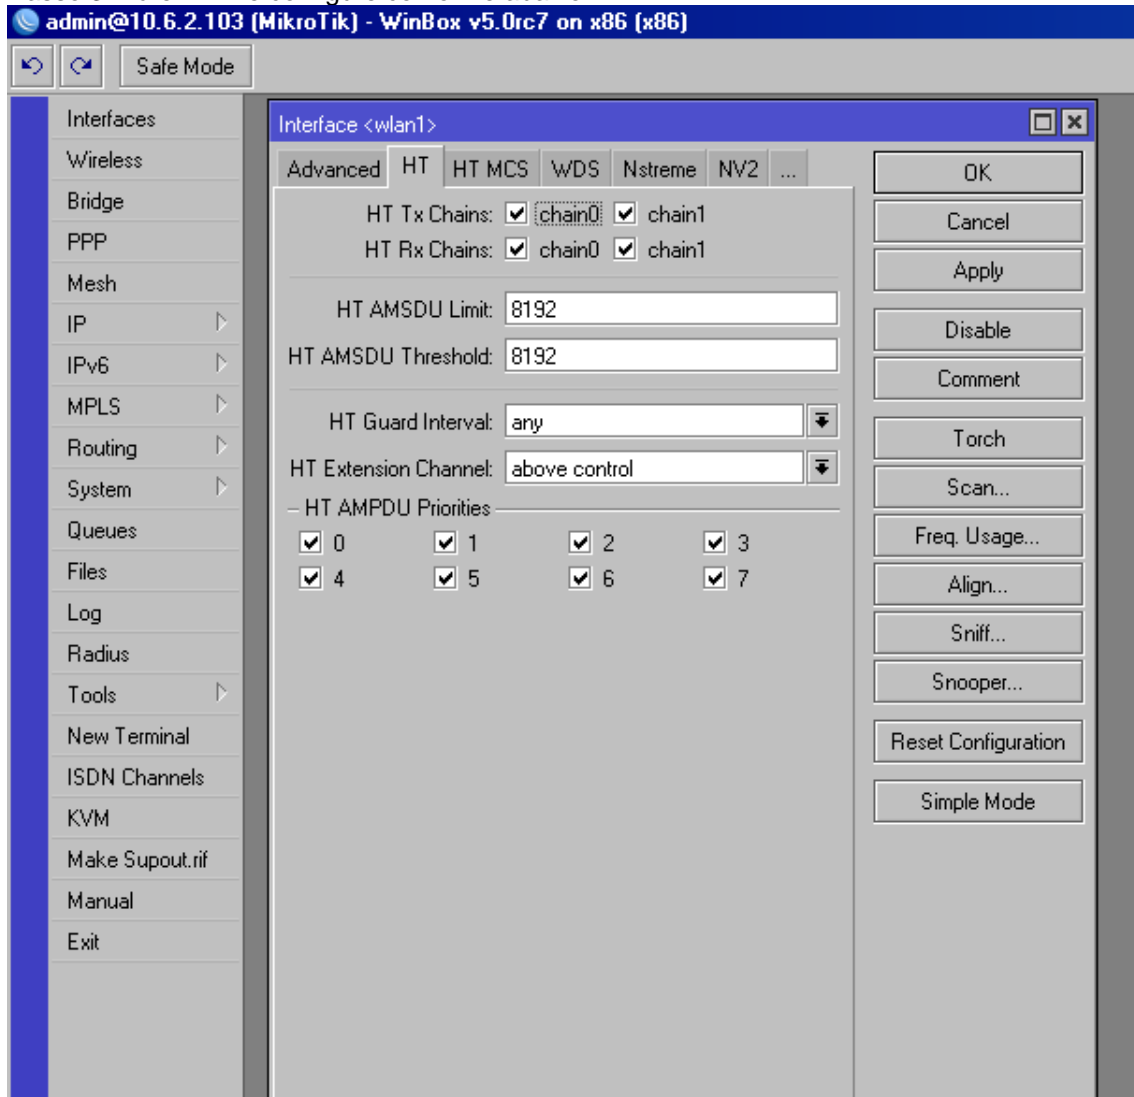 admin@10.6.2.103 (MikroTik) - WinBox v5.0rc7 on x86 (x86)
Safe Mode
Interfaces
Wireless
Bridge
PPP
Mesh
IP
IPv6
MPLS
Routing
System
Queues
Files
Log
Radius
Tools
New Terminal
ISDN Channels
KVM
Make Supout.rif
Manual
Exit
Interface <wlan1>
Advanced HT HT MCS WDS Nstreme NV2 ...
HT Tx Chains: chain0 chain1
HT Rx Chains: chain0 chain1
HT AMSDU Limit: 8192
HT AMSDU Threshold: 8192
HT Guard Interval: any
HT Extension Channel: above control
HT AMPDU Priorities
0 1 2 3
4 5 6 7
OK
Cancel
Apply
Disable
Comment
Torch
Scan...
Freq. Usage...
Align...
Sniff...
Snooper...
Reset Configuration
Simple Mode